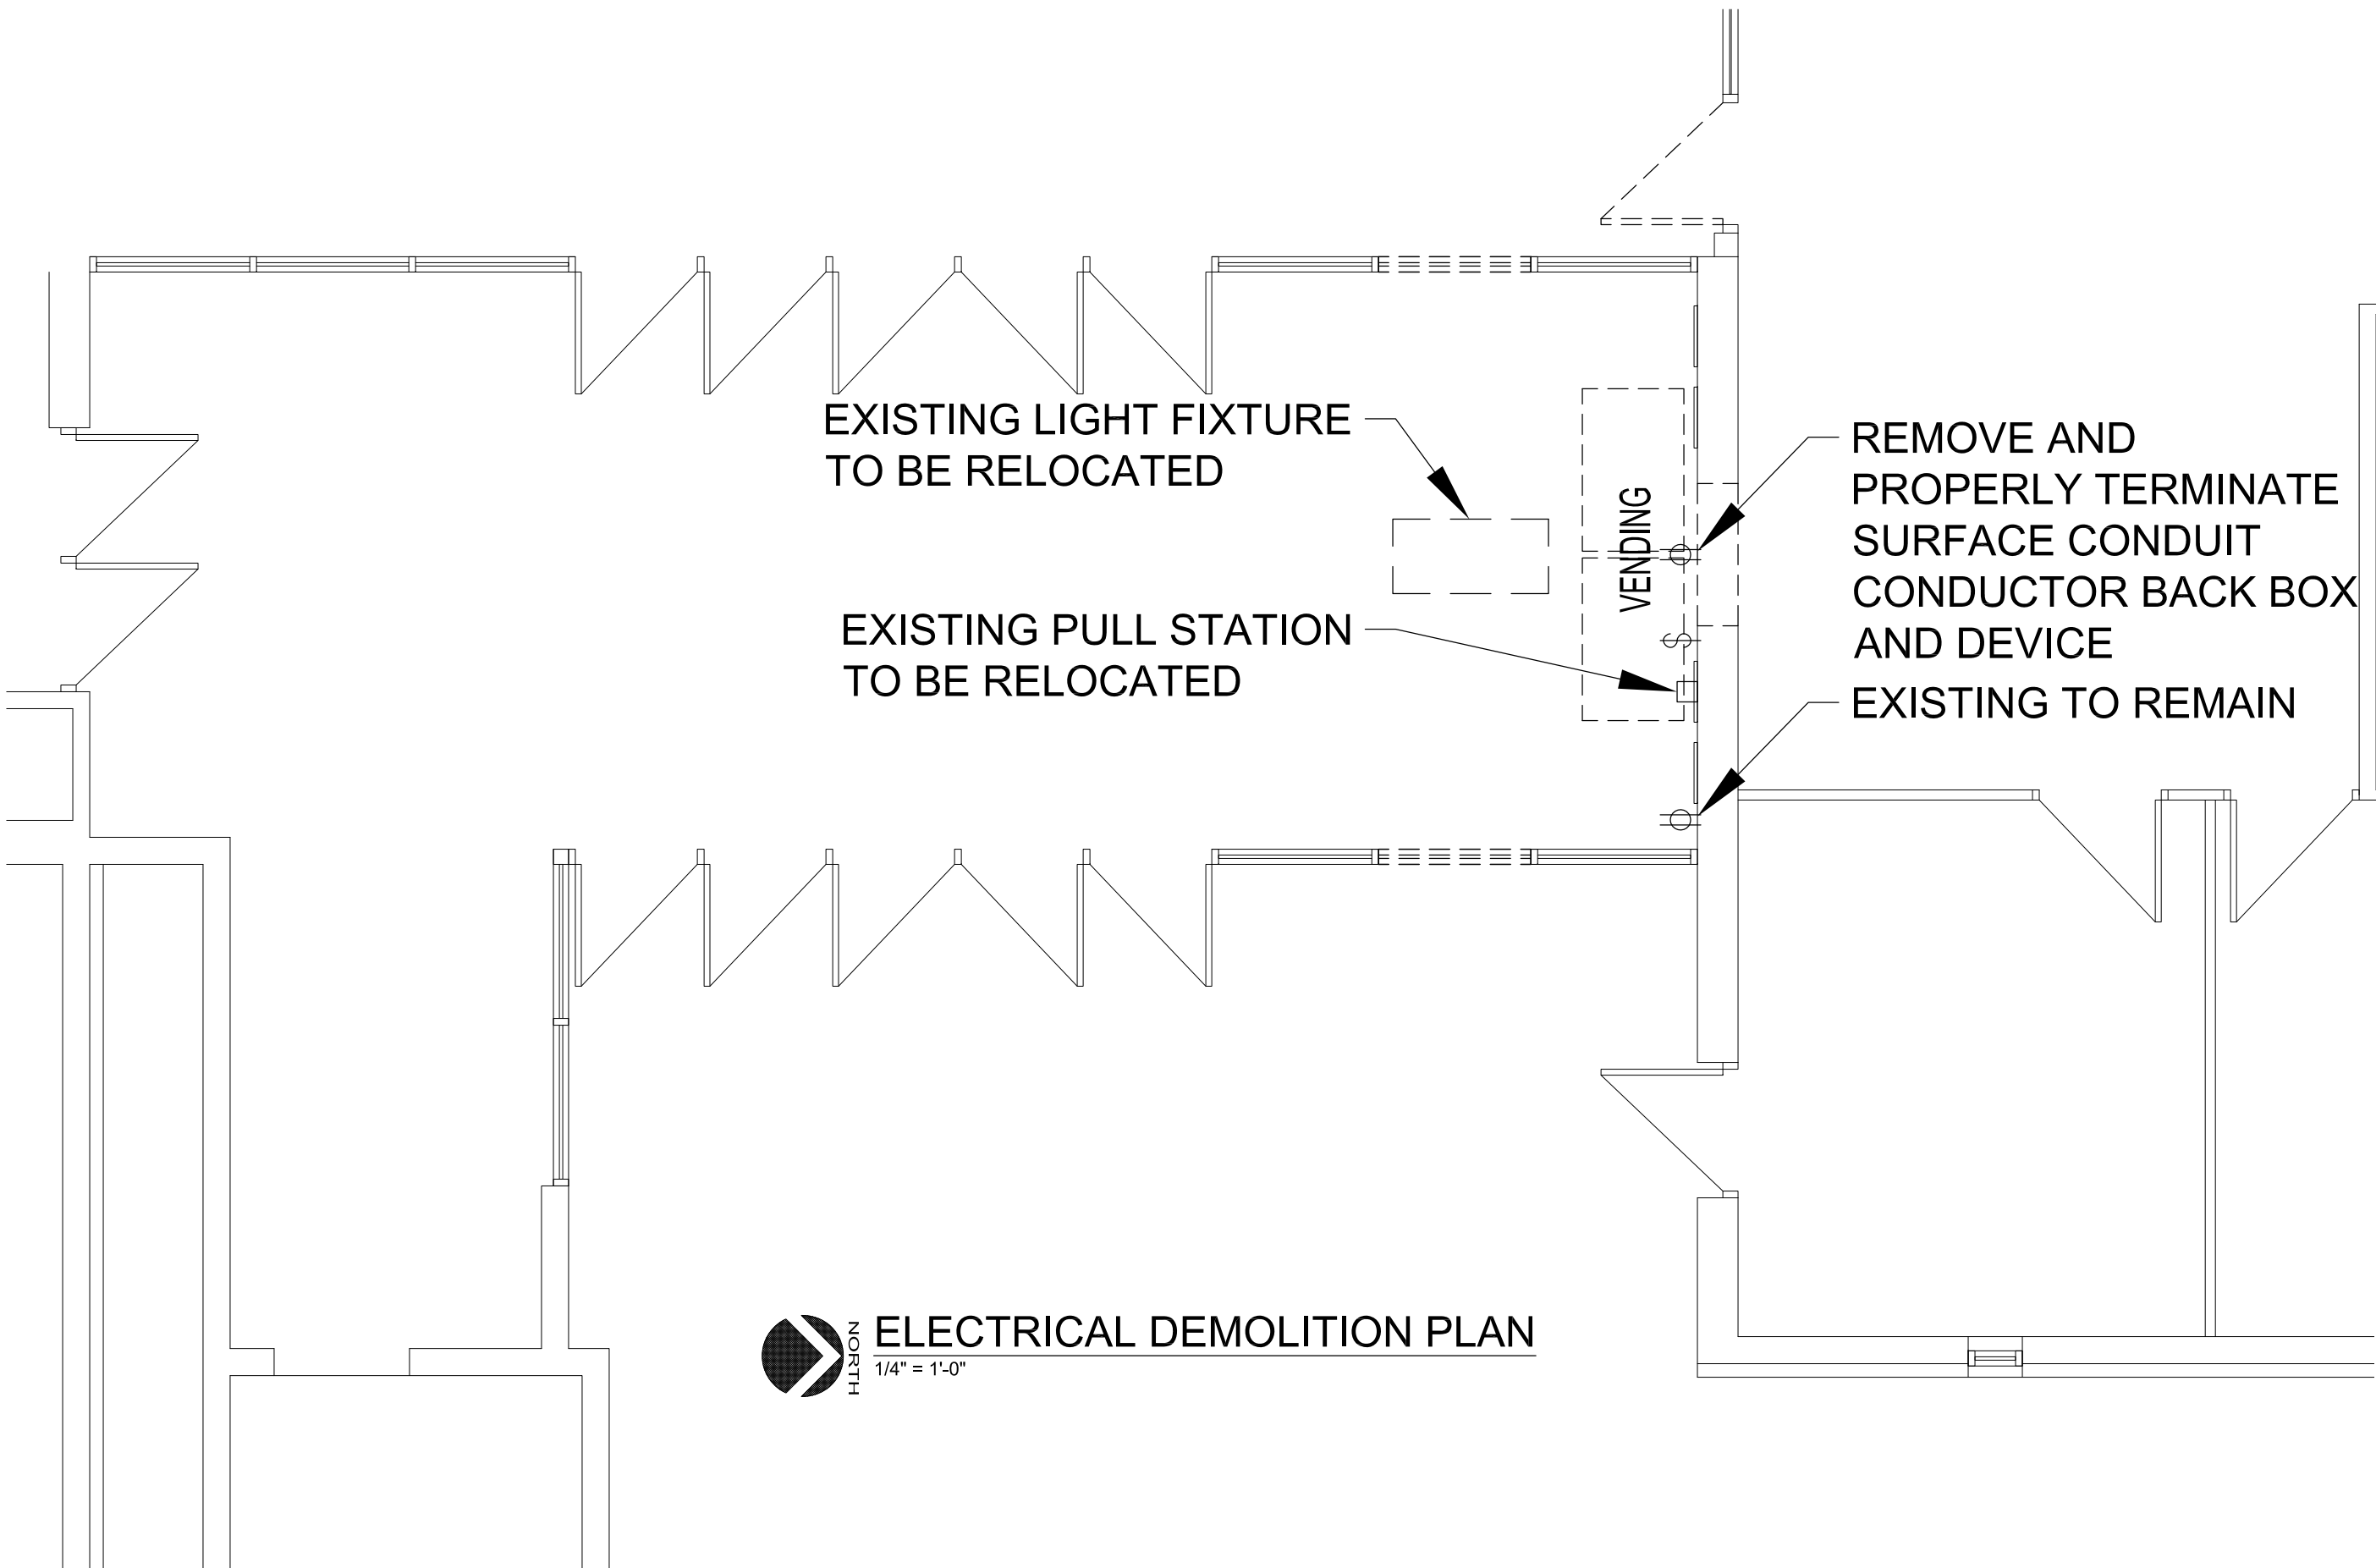 EXISTING LIGHT FIXTURE
TO BE RELOCATED
EXISTING PULL STATION
TO BE RELOCATED
VENDING
$
REMOVE AND
PROPERLY TERMINATE
SURFACE CONDUIT
CONDUCTOR BACK BOX
AND DEVICE
EXISTING TO REMAIN
NORTH
ELECTRICAL DEMOLITION PLAN
1/4" = 1'-0"